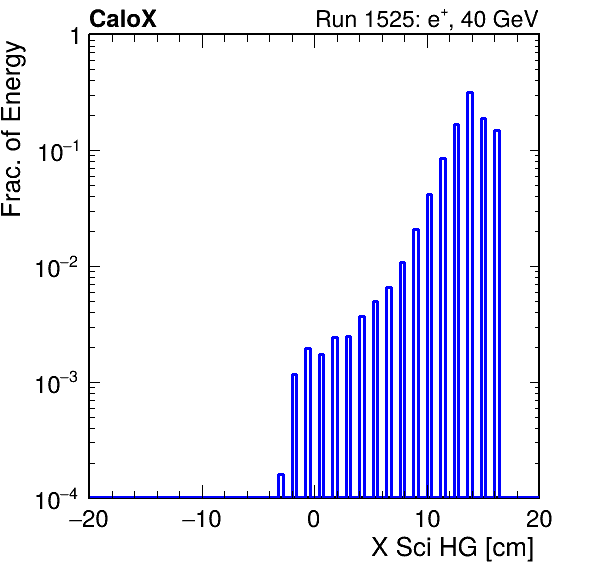 CaloX Run 1525: e⁺, 40 GeV
Frac. of Energy
1
10⁻¹
10⁻²
10⁻³
10⁻⁴
−20 −10 0 10 20
X Sci HG [cm]